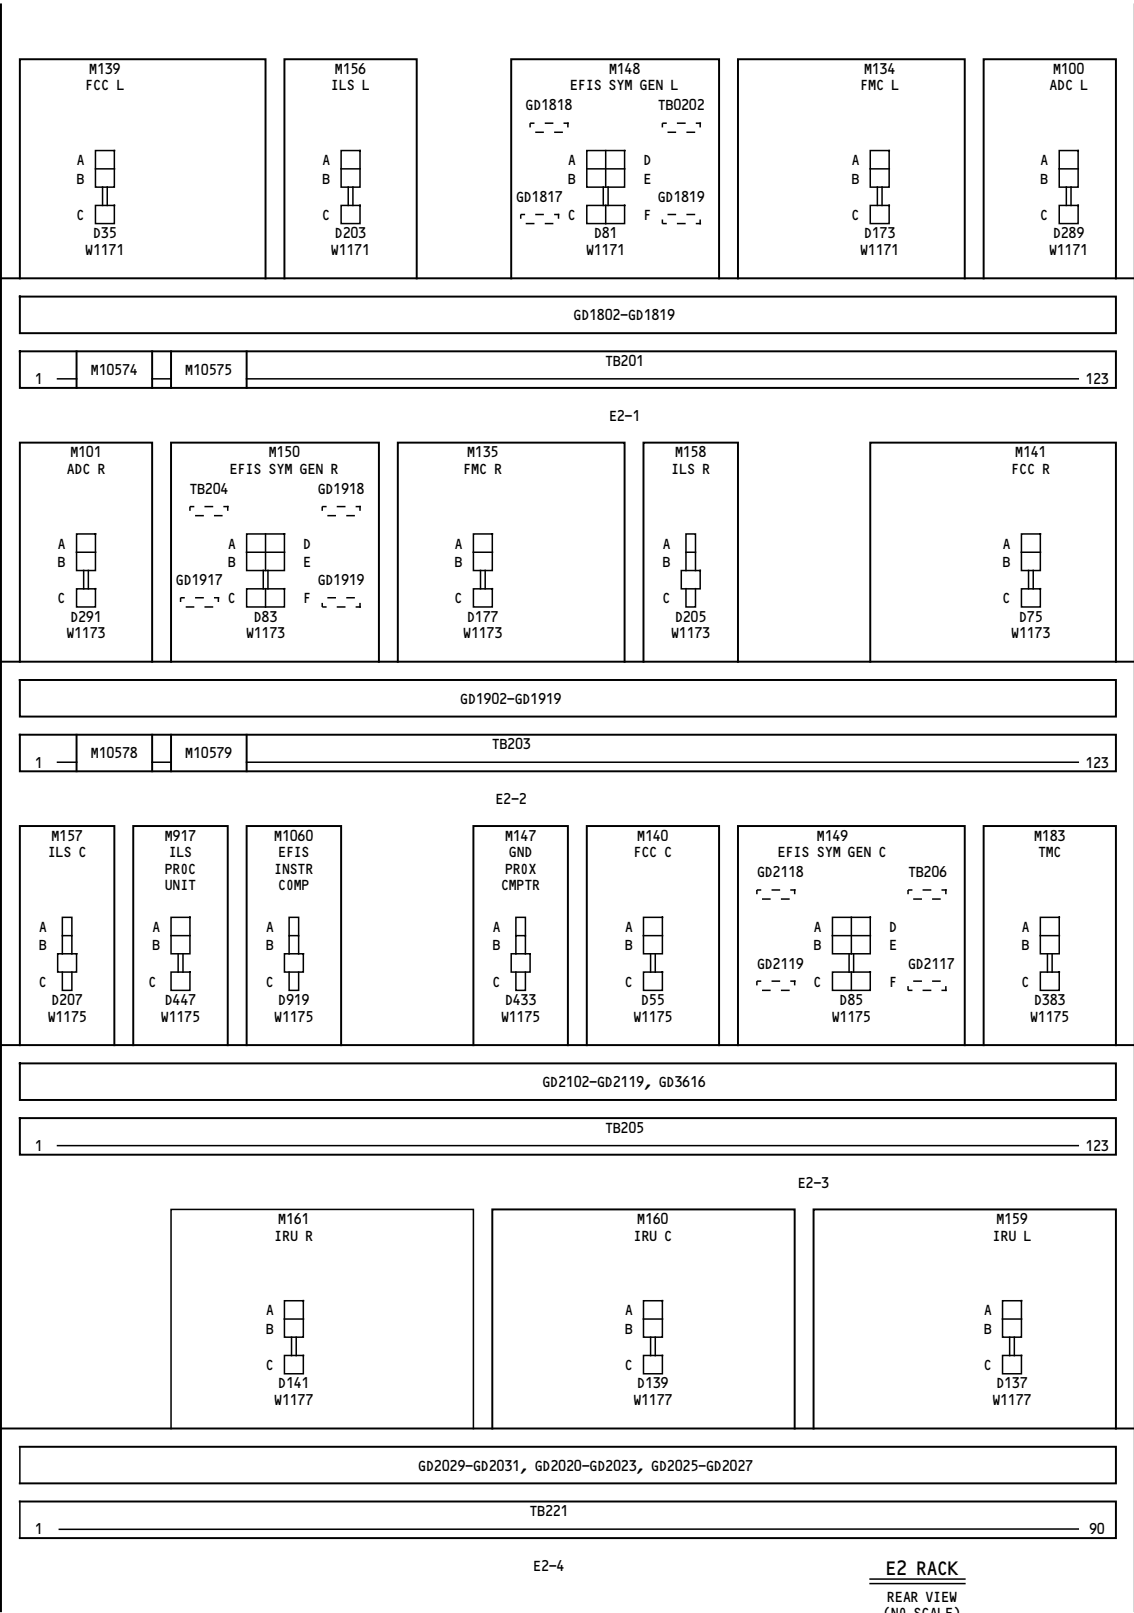 M139 M156 M148 M134 M100
FCC L ILS L EFIS SYM GEN L FMC L ADC L
GD1818 TB0202
A A A D A A
B B B E B B
GD1817 GD1819
C C C F C C
D35 D203 D81 D173 D289
W1171 W1171 W1171 W1171 W1171
GD1802-GD1819
1 M10574 M10575 TB201 123
E2-1
M101 M150 M135 M158 M141
ADC R EFIS SYM GEN R FMC R ILS R FCC R
TB204 GD1918
A A D A A A
B B E B B B
GD1917 GD1919
C C F C C C
D291 D83 D177 D205 D75
W1173 W1173 W1173 W1173 W1173
GD1902-GD1919
1 M10578 M10579 TB203 123
E2-2
M157 M917 M1060 M147 M140 M149 M183
ILS C ILS EFIS GND FCC C EFIS SYM GEN C TMC
PROC INSTR PROX GD2118 TB206
UNIT COMP CMPTR
A A A A A A D A
B B B B B B E B
GD2119 GD2117
C C C C C C F C
D207 D447 D919 D433 D55 D85 D383
W1175 W1175 W1175 W1175 W1175 W1175 W1175
GD2102-GD2119, GD3616
1 TB205 123
E2-3
M161 M160 M159
IRU R IRU C IRU L
A A A
B B B
C C C
D141 D139 D137
W1177 W1177 W1177
GD2029-GD2031, GD2020-GD2023, GD2025-GD2027
1 TB221 90
E2-4
E2 RACK
REAR VIEW
(NO SCALE)